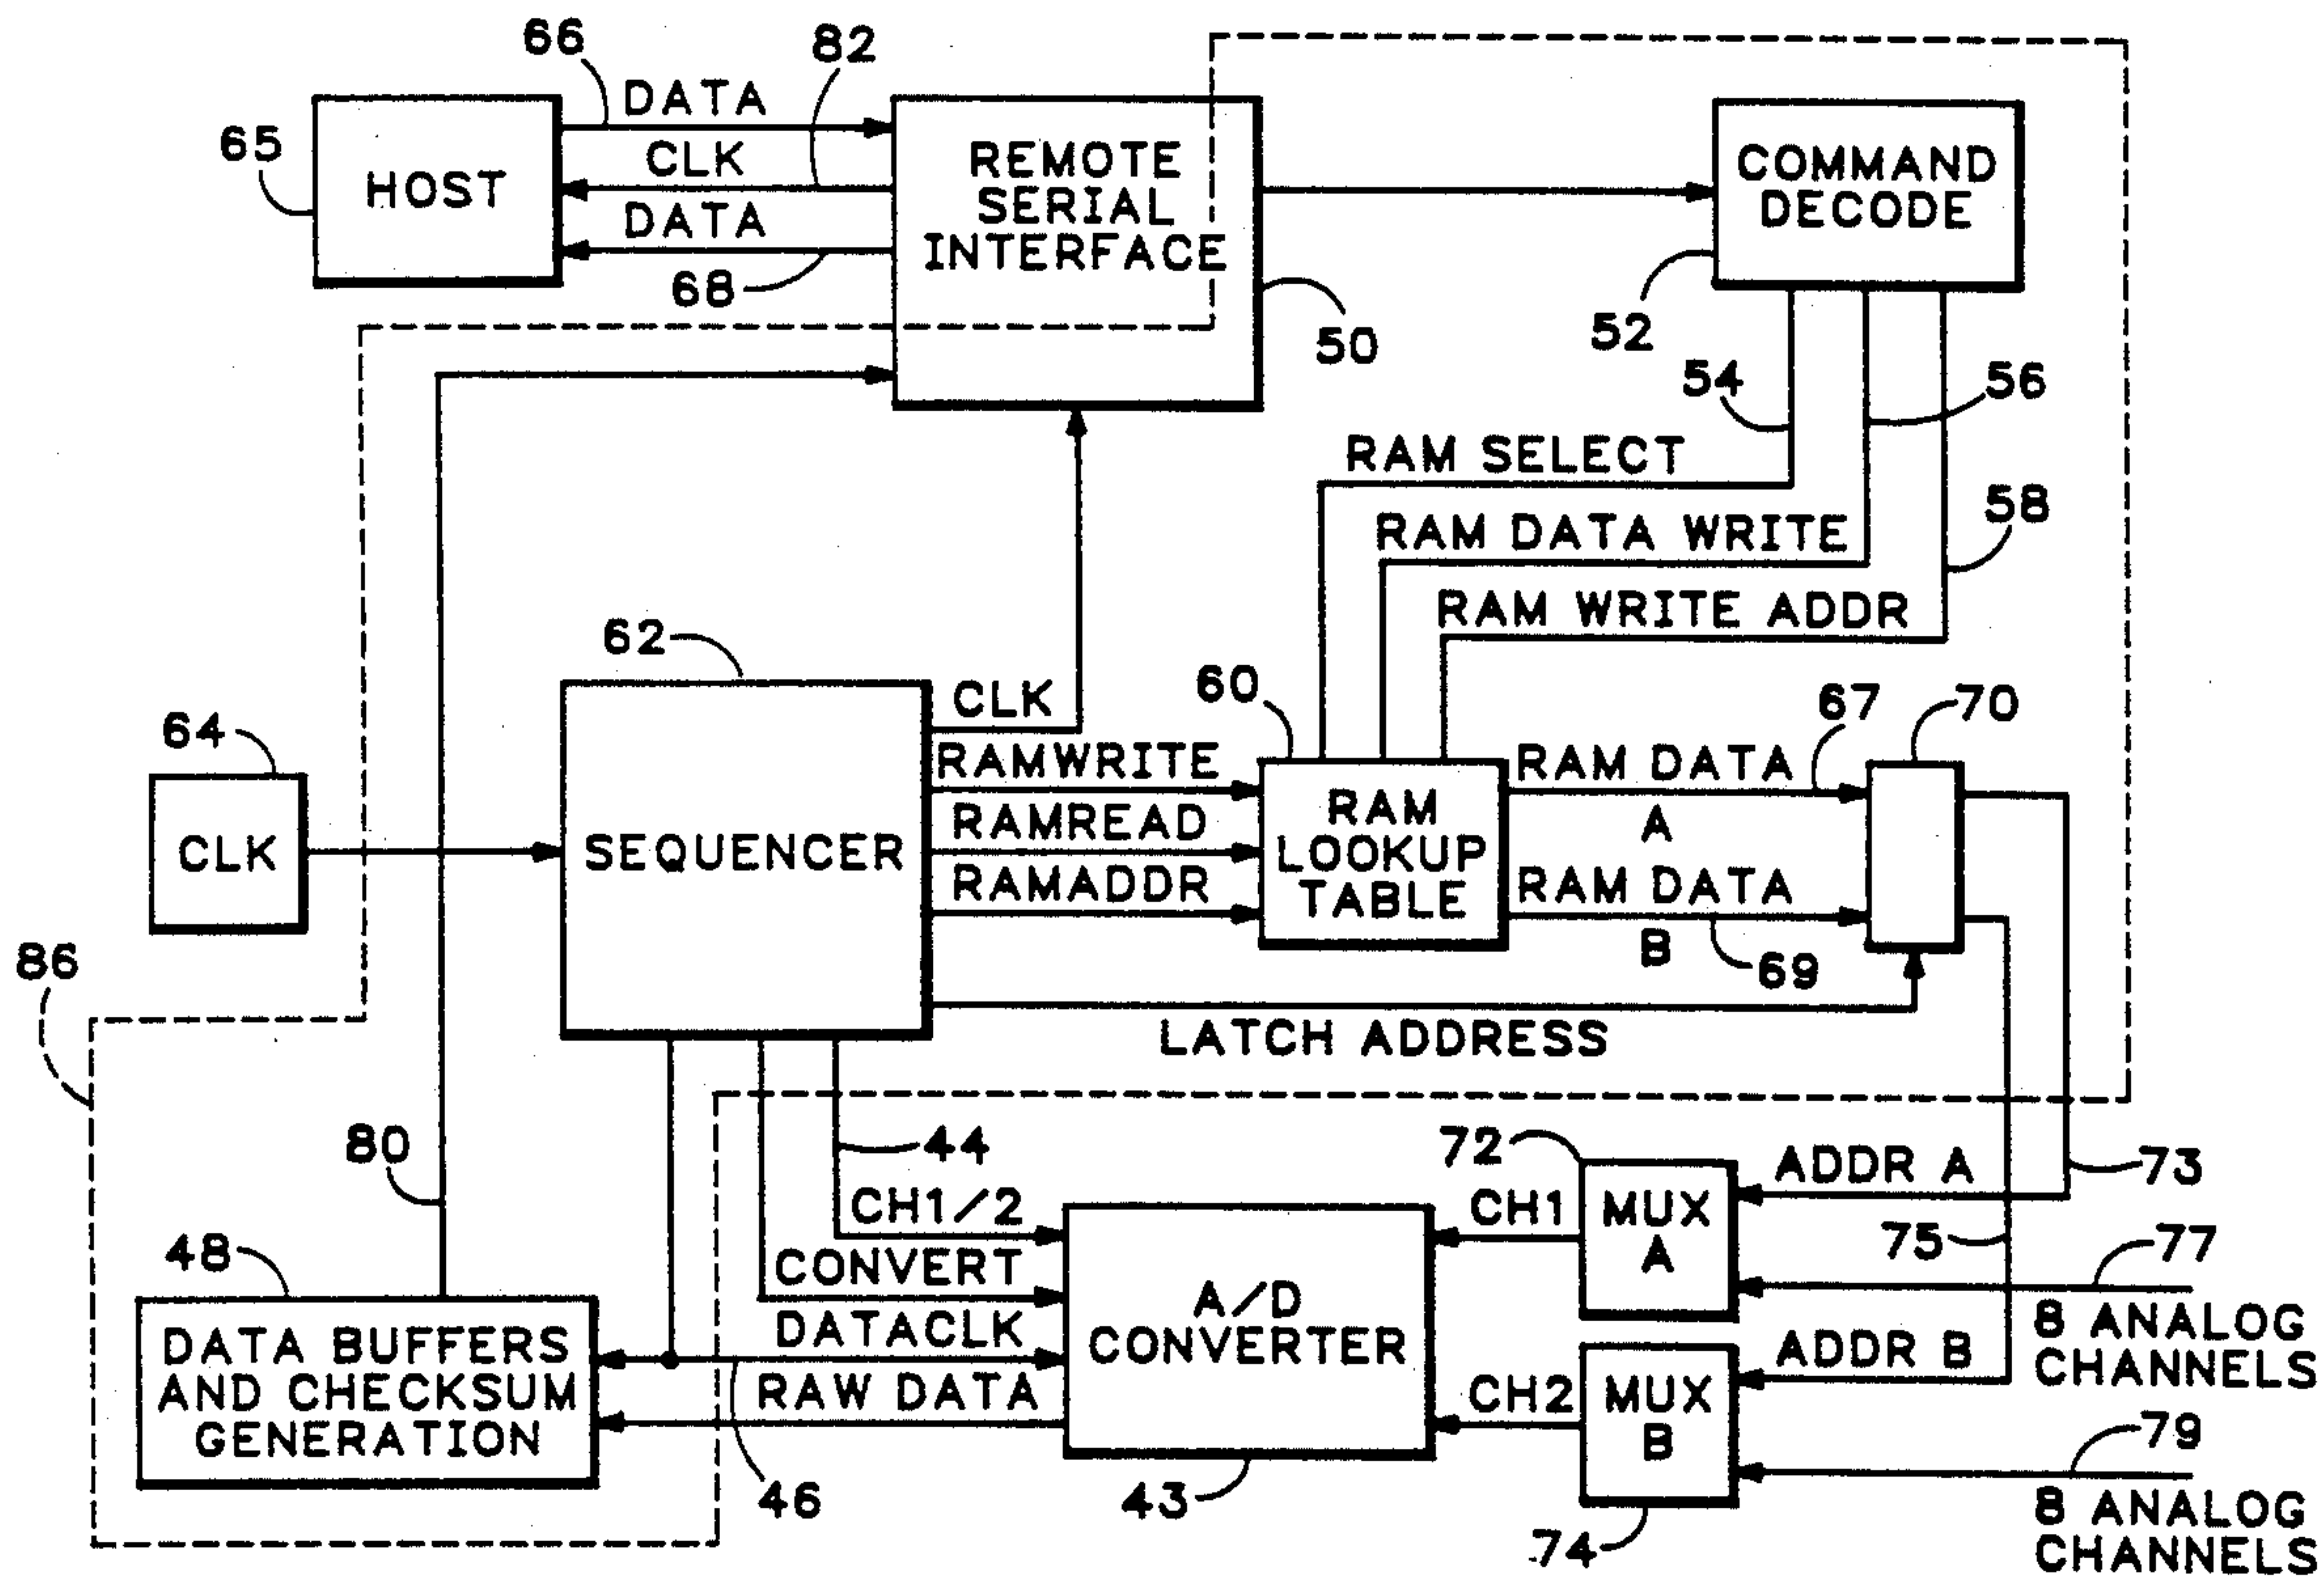 66
82
DATA
65
HOST
CLK
DATA
68
REMOTE
SERIAL
INTERFACE
50
COMMAND
DECODE
52
54
56
RAM SELECT
58
RAM DATA WRITE
RAM WRITE ADDR
62
60
67
70
64
CLK
SEQUENCER
CLK
RAMWRITE
RAMREAD
RAMADDR
RAM
LOOKUP
TABLE
RAM DATA
A
RAM DATA
B
69
86
LATCH ADDRESS
80
44
72
ADDR A
73
CH1/2
CH1
MUX
A
75
77
48
CONVERT
8 ANALOG
CHANNELS
DATA BUFFERS
AND CHECKSUM
GENERATION
DATACLK
RAW DATA
A/D
CONVERTER
ADDR B
CH2
MUX
B
79
46
43
74
8 ANALOG
CHANNELS